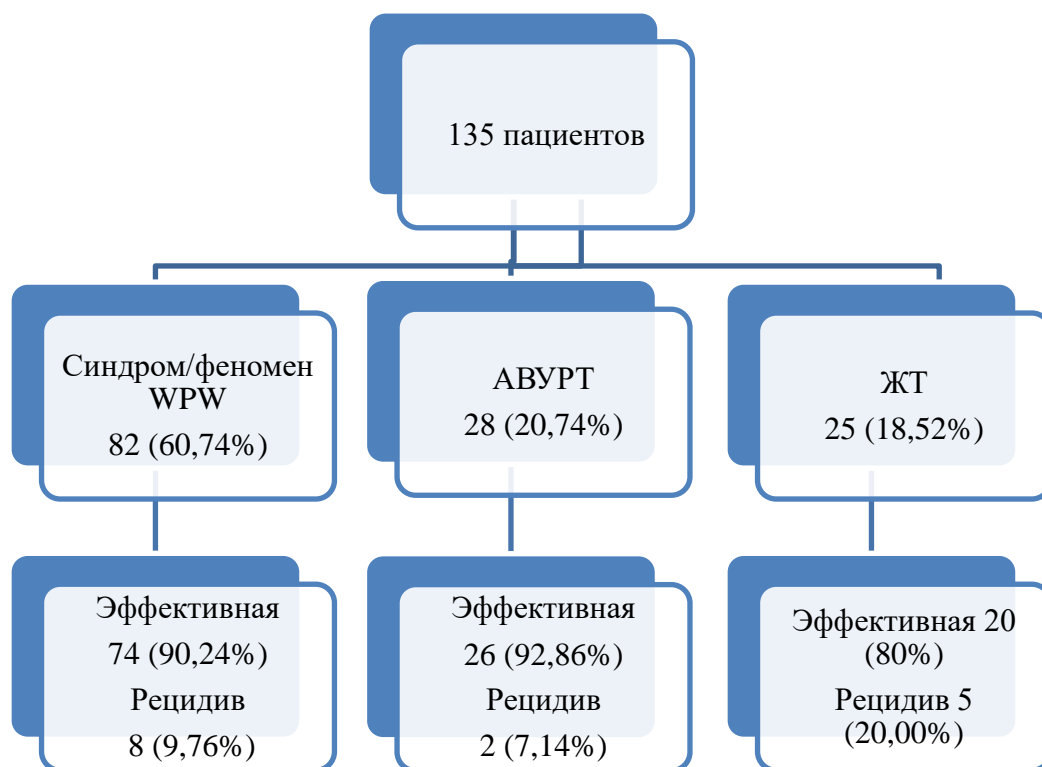 135 пациентов
Синдром/феномен
WPW
82 (60,74%)
АВУРТ
28 (20,74%)
ЖТ
25 (18,52%)
Эффективная
74 (90,24%)
Рецидив
8 (9,76%)
Эффективная
26 (92,86%)
Рецидив
2 (7,14%)
Эффективная 20
(80%)
Рецидив 5
(20,00%)